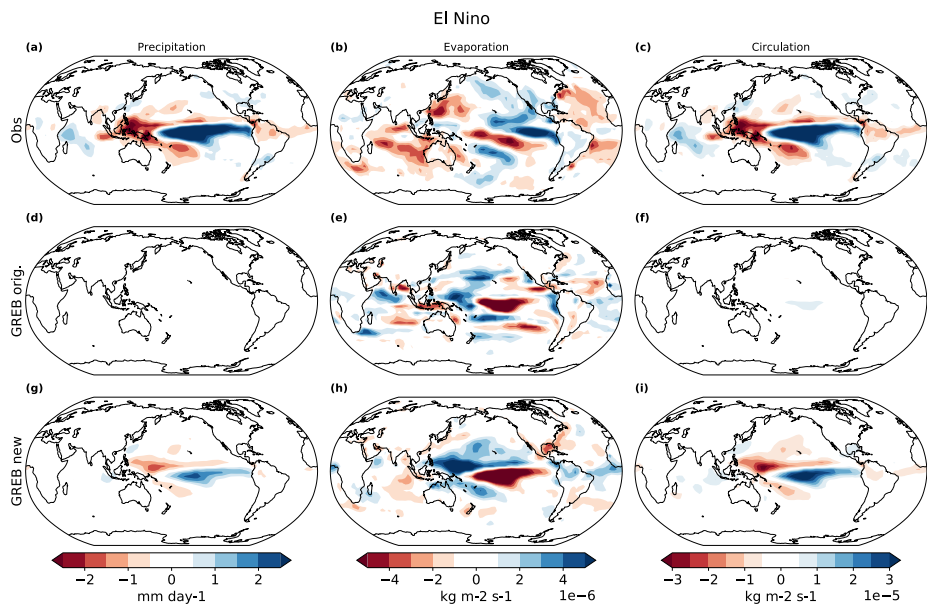 El Nino
(a) Precipitation (b) Evaporation (c) Circulation
Obs
(d) (e) (f)
GREB orig.
(g) (h) (i)
GREB new
−2 −1 0 1 2
mm day-1
−4 −2 0 2 4
kg m-2 s-1 1e−6
−3 −2 −1 0 1 2 3
kg m-2 s-1 1e−5